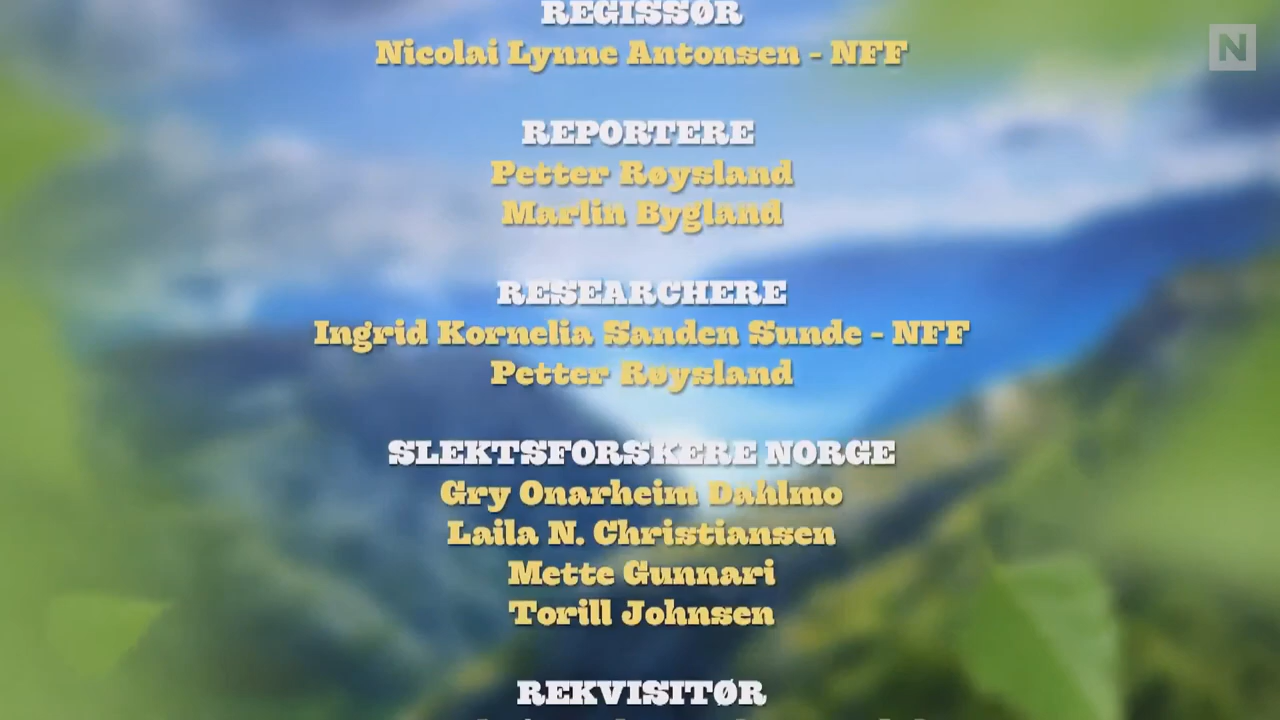 REGISSØR
Nicolai Lynne Antonsen - NFF
REPORTERE
Petter Røysland
Marlin Bygland
RESEARCHERE
Ingrid Kornelia Sanden Sunde - NFF
Petter Røysland
SLEKTSFORSKERE NORGE
Gry Onarheim Dahlmo
Laila N. Christiansen
Mette Gunnari
Torill Johnsen
REKVISITØR
N